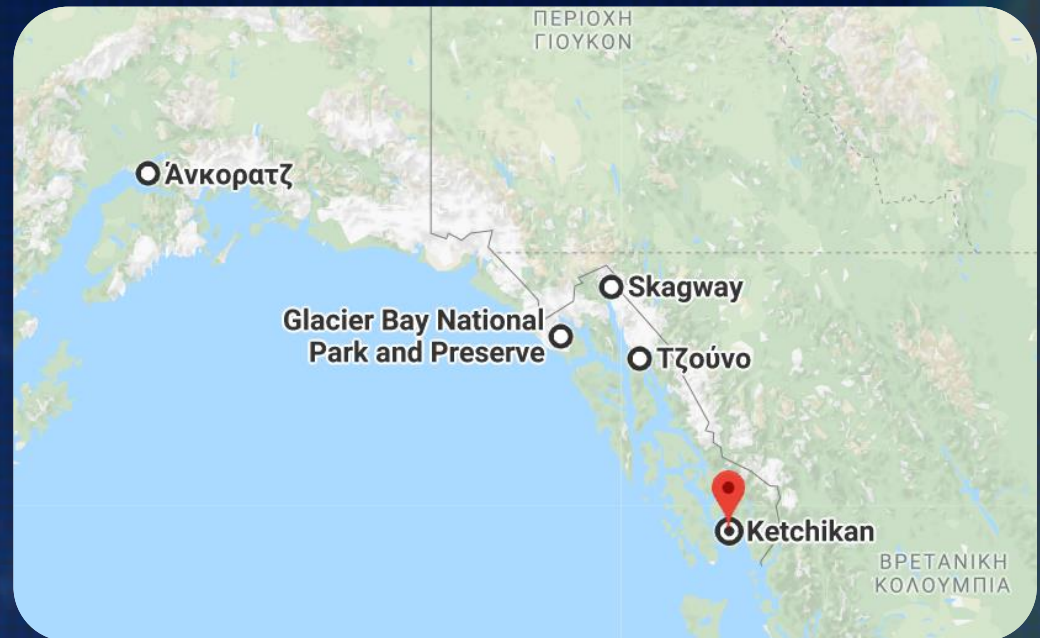 ΠΕΡΙΟΧΗ
ΓΙΟΥΚΟΝ
Άνκορατζ
Skagway
Glacier Bay National
Park and Preserve
Τζούνο
Ketchikan
ΒΡΕΤΑΝΙΚΗ
ΚΟΛΟΥΜΠΙΑ